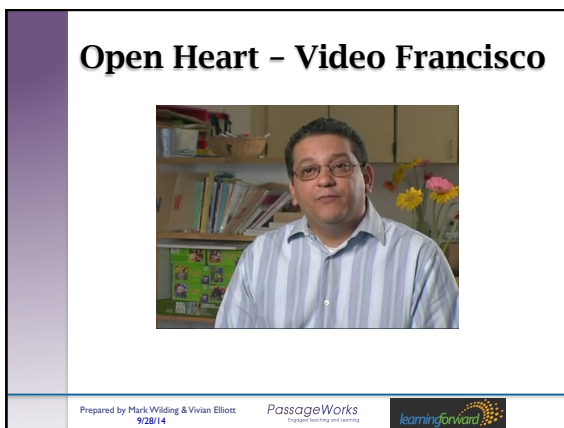 Open Heart – Video Francisco
Prepared by Mark Wilding & Vivian Elliott
9/28/14
PassageWorks
Engaged Teaching and Learning
learningforward